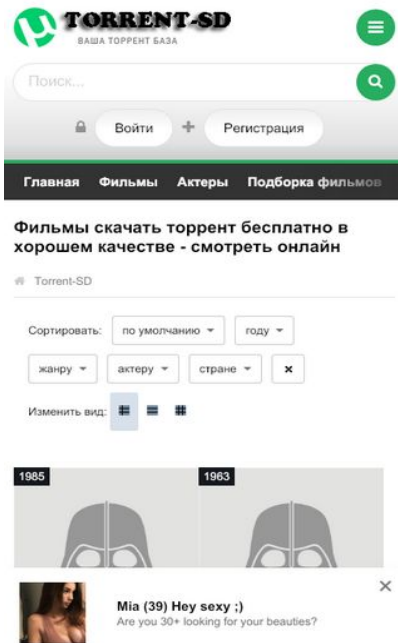 TORRENT-SD
ВАША ТОРРЕНТ БАЗА
Поиск...
Войти
Регистрация
Главная Фильмы Актеры Подборка фильмов
Фильмы скачать торрент бесплатно в
хорошем качестве - смотреть онлайн
Torrent-SD
Сортировать: по умолчанию году
жанру актеру стране ×
Изменить вид:
1985 1963
Mia (39) Hey sexy ;)
Are you 30+ looking for your beauties?